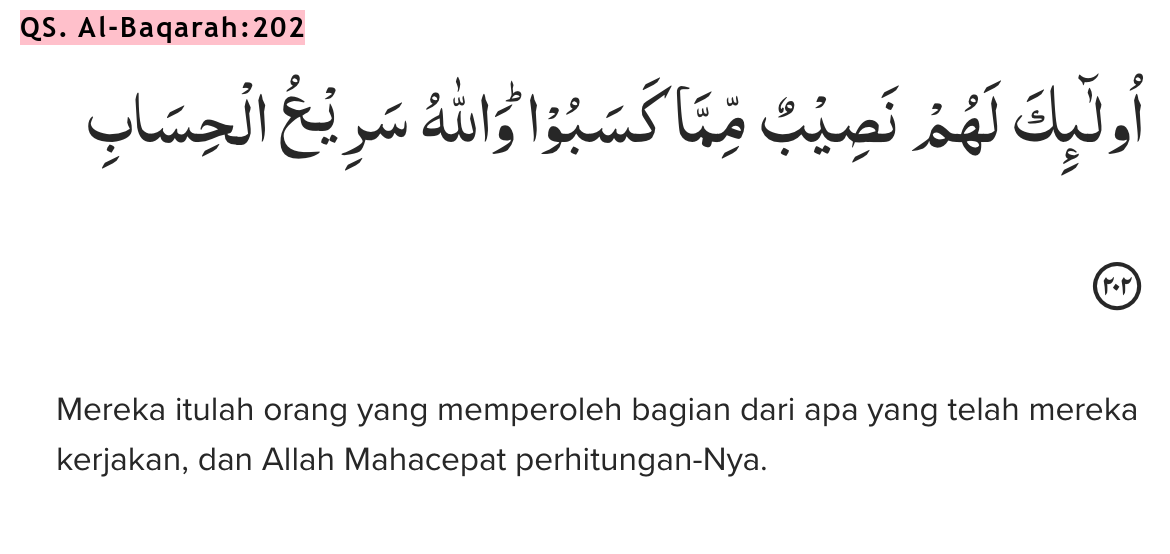 QS. Al-Baqarah:202
اُولٰۤىِٕكَ لَهُمْ نَصِيْبٌ مِّمَّا كَسَبُوْا ۗ وَاللّٰهُ سَرِيْعُ الْحِسَابِ
٢٠٢
Mereka itulah orang yang memperoleh bagian dari apa yang telah mereka
kerjakan, dan Allah Mahacepat perhitungan-Nya.